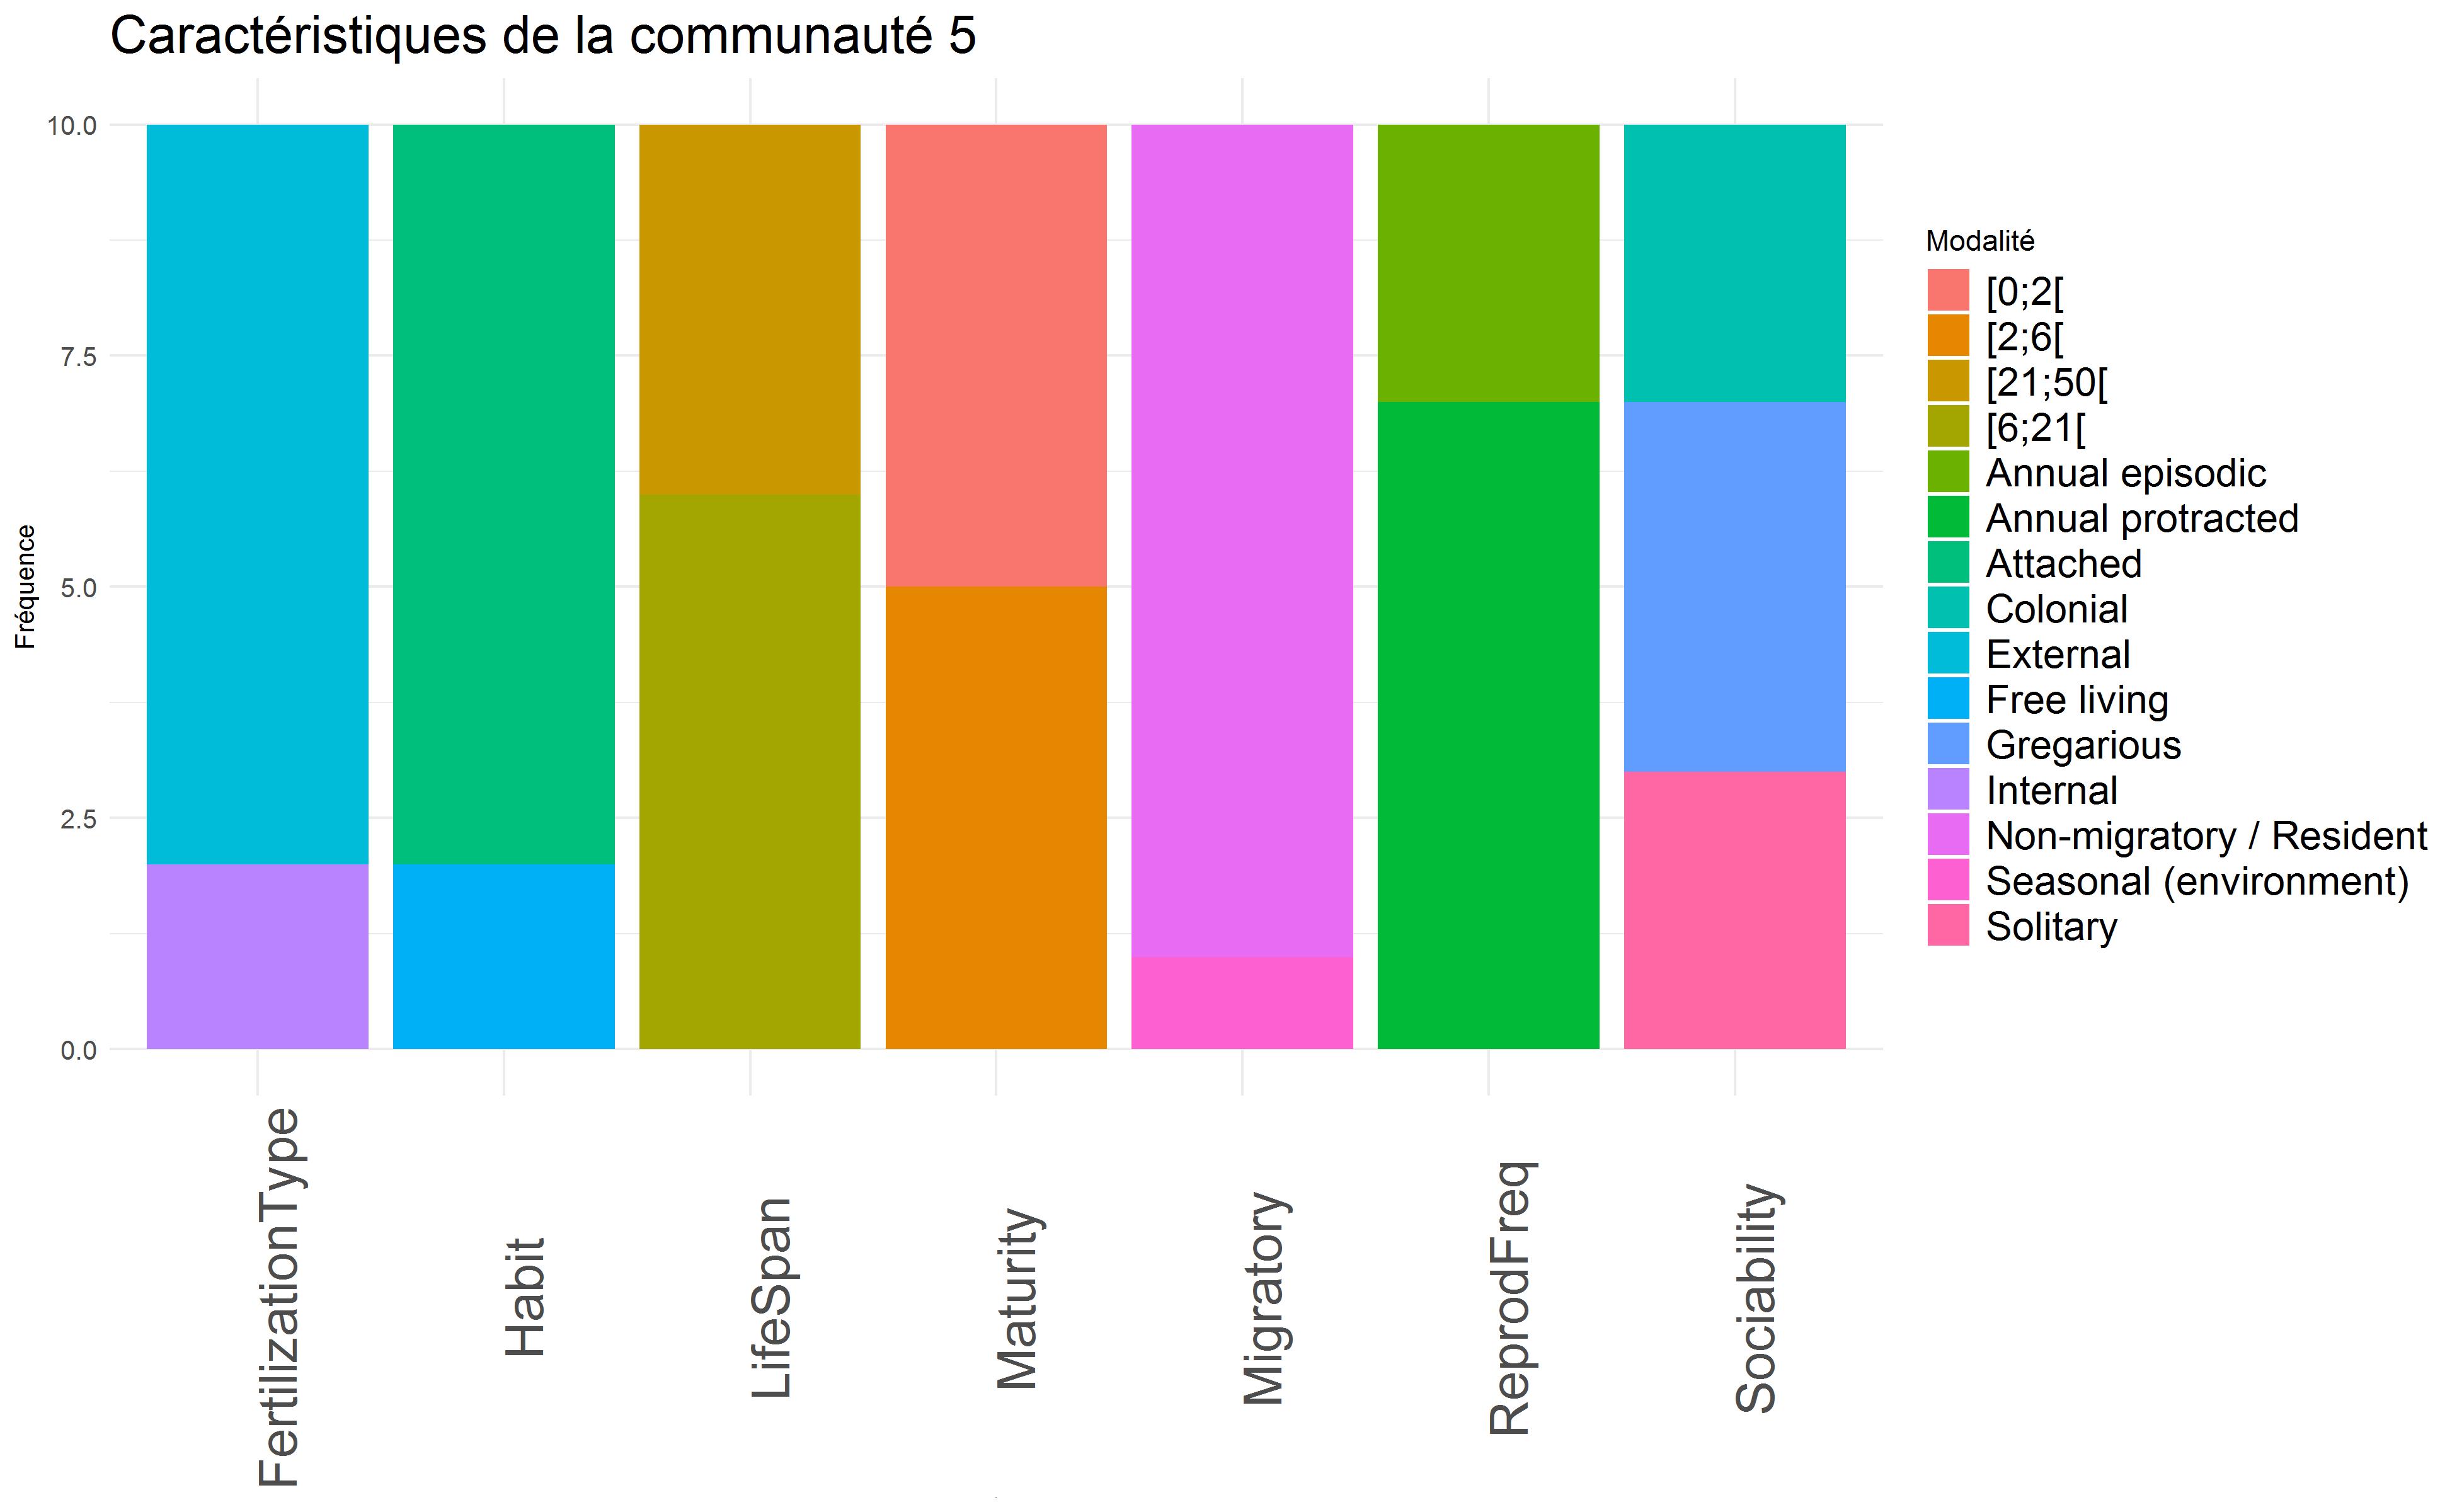 Caractéristiques de la communauté 5
Fréquence
10.0
7.5
5.0
2.5
0.0
FertilizationType
Habit
LifeSpan
Maturity
Migratory
ReprodFreq
Sociability
Modalité
[0;2[
[2;6[
[21;50[
[6;21[
Annual episodic
Annual protracted
Attached
Colonial
External
Free living
Gregarious
Internal
Non-migratory / Resident
Seasonal (environment)
Solitary